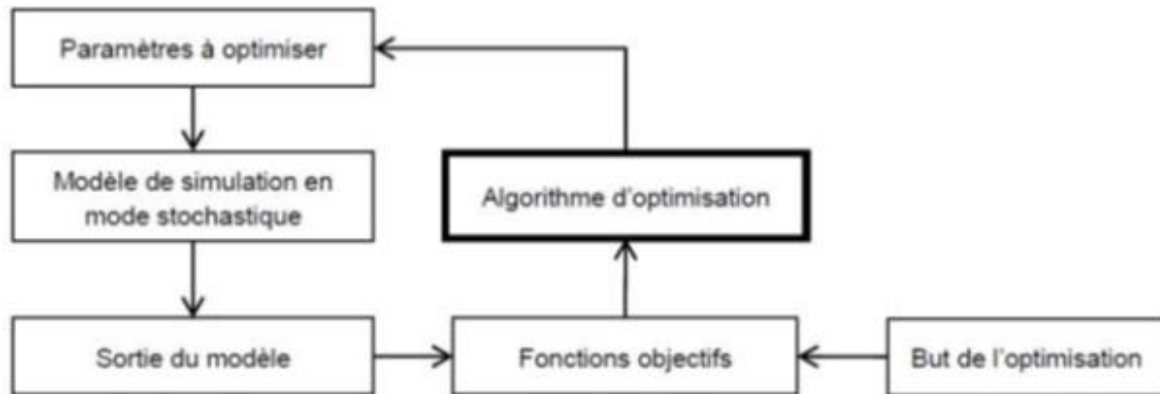 Paramètres à optimiser
Modèle de simulation en
mode stochastique
Algorithme d'optimisation
Sortie du modèle
Fonctions objectifs
But de l'optimisation